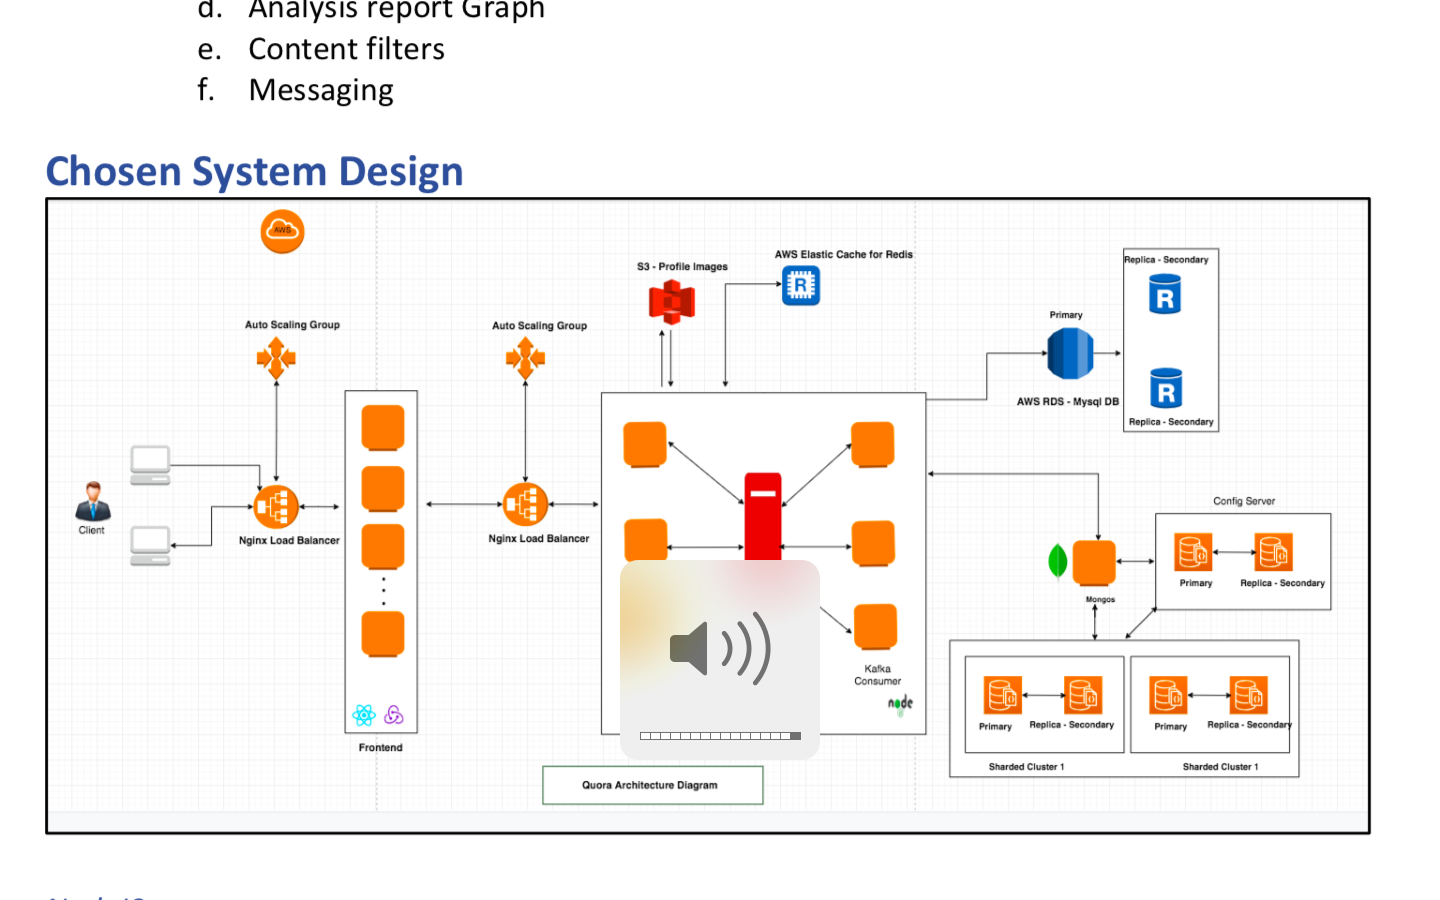 d. Analysis report Graph
e. Content filters
f. Messaging
Chosen System Design
AWS
Auto Scaling Group
Client
Nginx Load Balancer
Frontend
Auto Scaling Group
Nginx Load Balancer
S3 - Profile Images
AWS Elastic Cache for Redis
R
Kafka
Consumer
node
Quora Architecture Diagram
Primary
AWS RDS - Mysql DB
Replica - Secondary
R
R
Replica - Secondary
Config Server
Primary
Replica - Secondary
Mongos
Primary
Replica - Secondary
Sharded Cluster 1
Primary
Replica - Secondary
Sharded Cluster 1